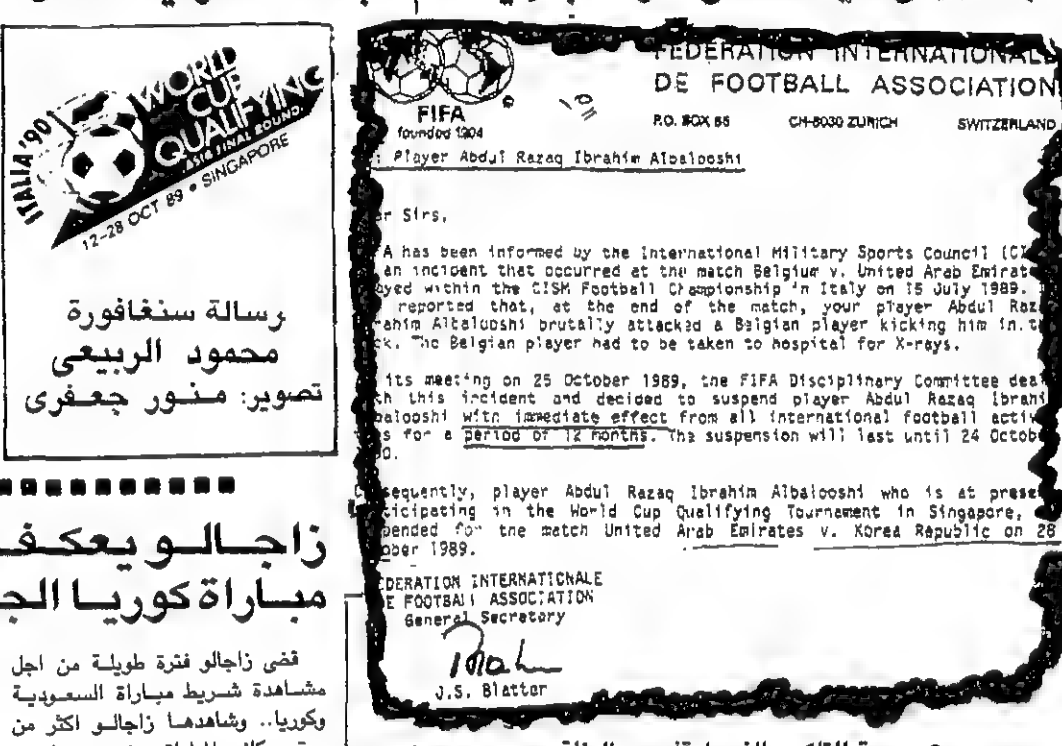 ITALIA '90
WORLD
CUP
QUALIFYING
ASIA FINAL ROUND
12-28 OCT 89 • SINGAPORE
رسالة سنغافورة
محمود الربيعى
تصوير: منور جعفرى
زاجالو يعكف
مباراة كوريا
قضى زاجالو فترة طويلة من اجل
مشاهدة شريط مباراة السعودية
وكوريا.. وشاهدها زاجالو اكثر من
FEDERATION INTERNATIONALE
DE FOOTBALL ASSOCIATION
FIFA
founded 1904
P.O. BOX 85 CH-8030 ZURICH SWITZERLAND
: Player Abdul Razaq Ibrahim Albalooshi
Sirs,
has been informed by the International Military Sports Council
an incident that occurred at the match Belgium v. United Arab
within the CISM Football Championship in Italy on 15 July 1989.
reported that, at the end of the match, your player Abdul
Albalooshi brutally attacked a Belgian player kicking him in
The Belgian player had to be taken to hospital for X-rays.
its meeting on 25 October 1989, the FIFA Disciplinary Committee
this incident and decided to suspend player Abdul Razaq
with immediate effect from all international football
for a period of 12 months. The suspension will last until 24
player Abdul Razaq Ibrahim Albalooshi who is at
in the World Cup Qualifying Tournament in Singapore,
for the match United Arab Emirates v. Korea Republic on 28
1989.
FEDERATION INTERNATIONALE
DE FOOTBALL ASSOCIATION
General Secretary
J.S. Blatter